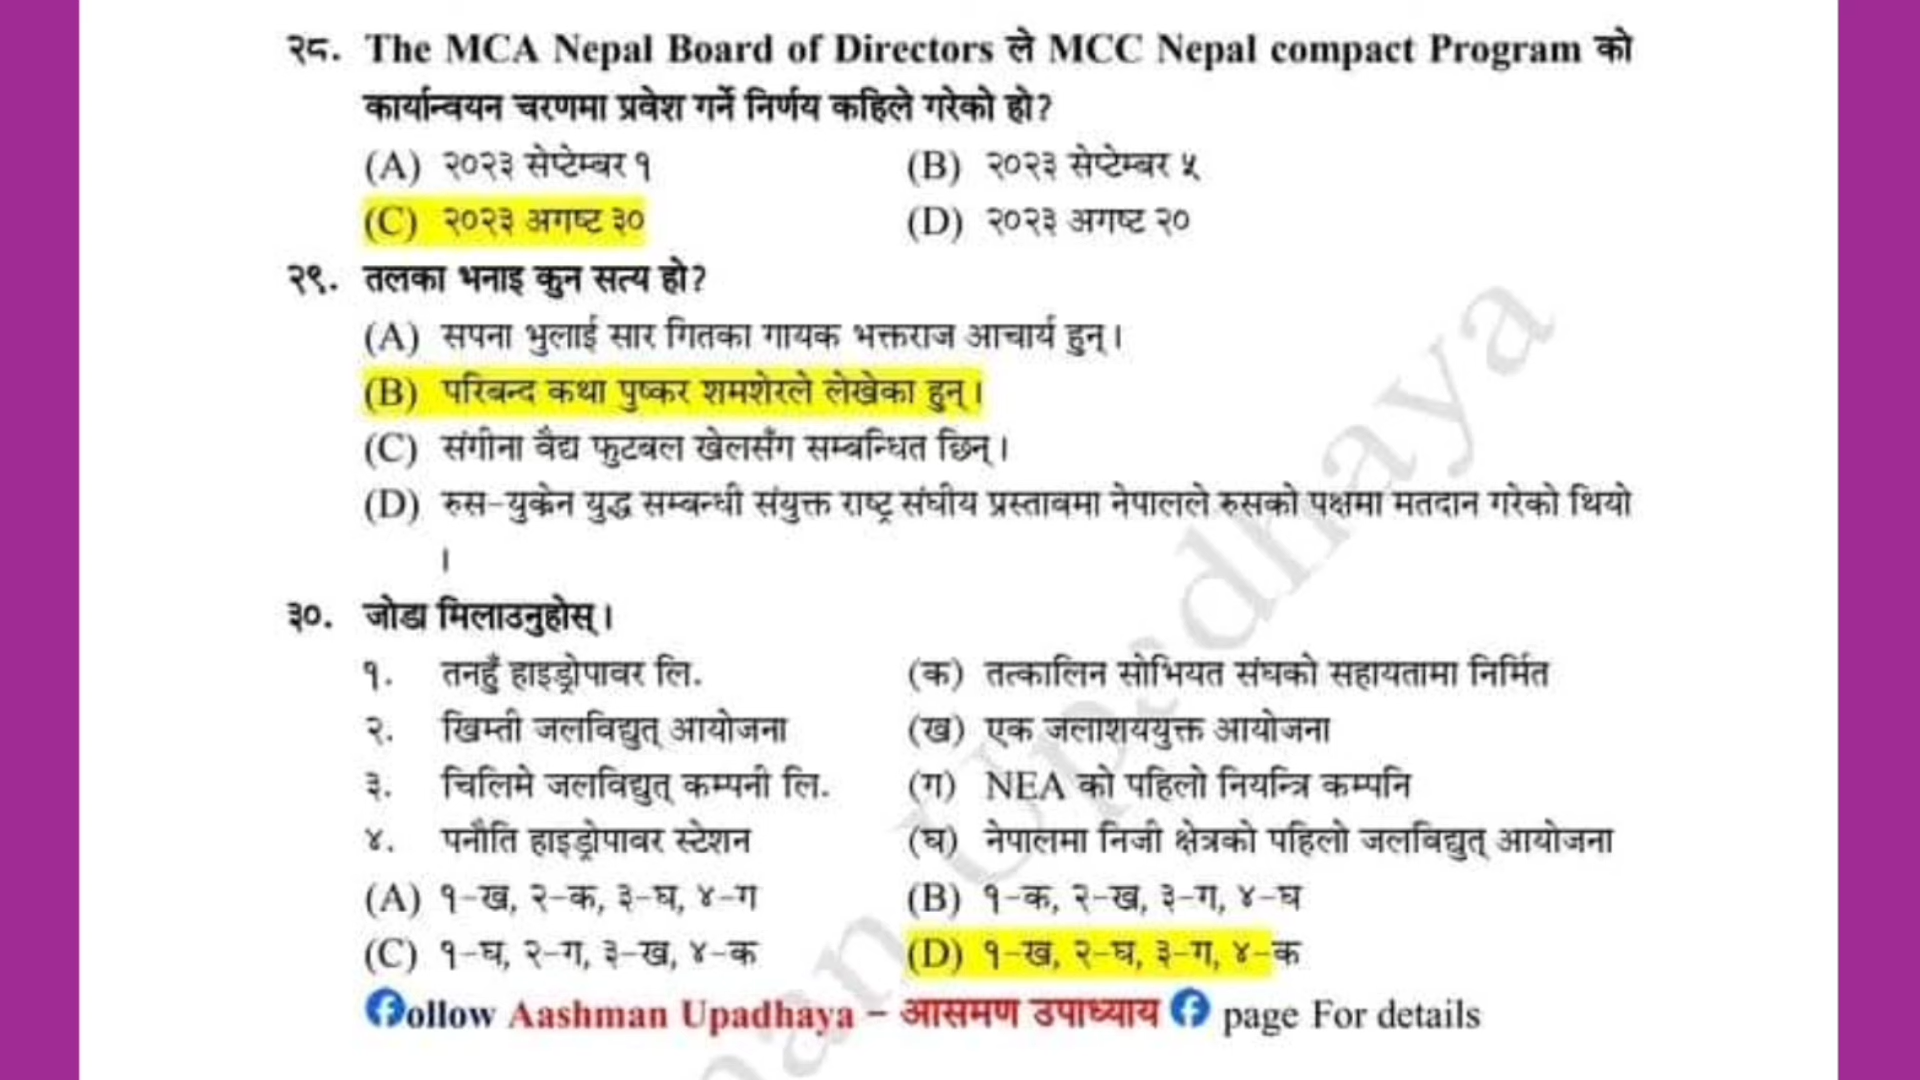 २८. The MCA Nepal Board of Directors ले MCC Nepal compact Program को
कार्यान्वयन चरणमा प्रवेश गर्ने निर्णय कहिले गरेको हो?
(A) २०२३ सेप्टेम्बर १ (B) २०२३ सेप्टेम्बर ५
(C) २०२३ अगष्ट ३० (D) २०२३ अगष्ट २०
२९. तलका भनाइ कुन सत्य हो?
(A) सपना भुलाई सार गितका गायक भक्तराज आचार्य हुन्।
(B) परिबन्द कथा पुष्कर शमशेरले लेखेका हुन्।
(C) संगीना वैद्य फुटबल खेलसँग सम्बन्धित छिन्।
(D) रुस-युक्रेन युद्ध सम्बन्धी संयुक्त राष्ट्र संघीय प्रस्तावमा नेपालले रुसको पक्षमा मतदान गरेको थियो
।
३०. जोडा मिलाउनुहोस्।
१. तनहुँ हाइड्रोपावर लि. (क) तत्कालिन सोभियत संघको सहायतामा निर्मित
२. खिम्ती जलविद्युत् आयोजना (ख) एक जलाशययुक्त आयोजना
३. चिलिमे जलविद्युत् कम्पनी लि. (ग) NEA को पहिलो नियन्त्रि कम्पनि
४. पनौति हाइड्रोपावर स्टेशन (घ) नेपालमा निजी क्षेत्रको पहिलो जलविद्युत् आयोजना
(A) १-ख, २-क, ३-घ, ४-ग (B) १-क, २-ख, ३-ग, ४-घ
(C) १-घ, २-ग, ३-ख, ४-क (D) १-ख, २-घ, ३-ग, ४-क
follow Aashman Upadhaya - आसमण उपाध्याय f page For details
an Upadhaya